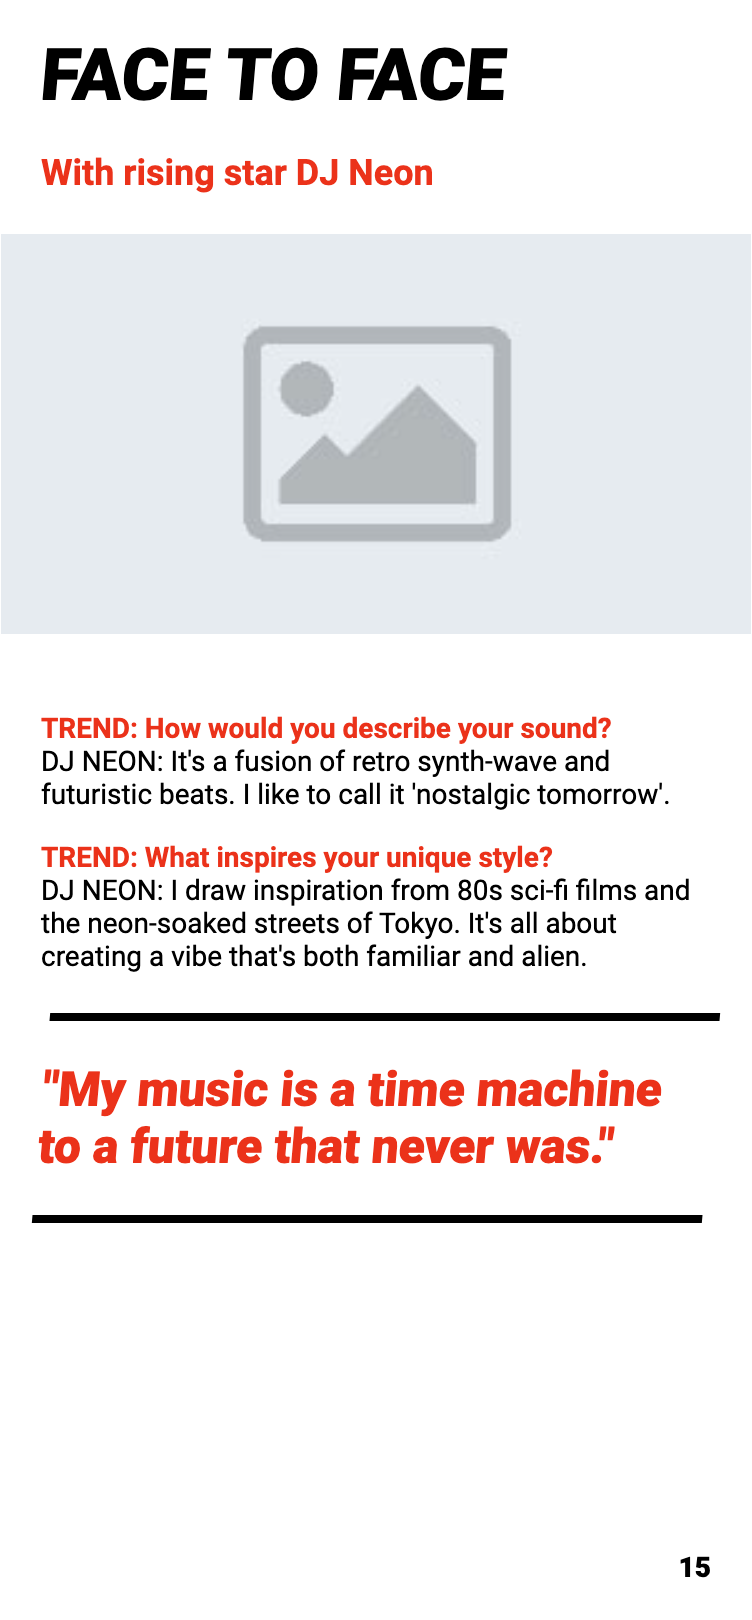 FACE TO FACE
With rising star DJ Neon
TREND: How would you describe your sound?
DJ NEON: It's a fusion of retro synth-wave and
futuristic beats. I like to call it 'nostalgic tomorrow'.
TREND: What inspires your unique style?
DJ NEON: I draw inspiration from 80s sci-fi films and
the neon-soaked streets of Tokyo. It's all about
creating a vibe that's both familiar and alien.
"My music is a time machine
to a future that never was."
15